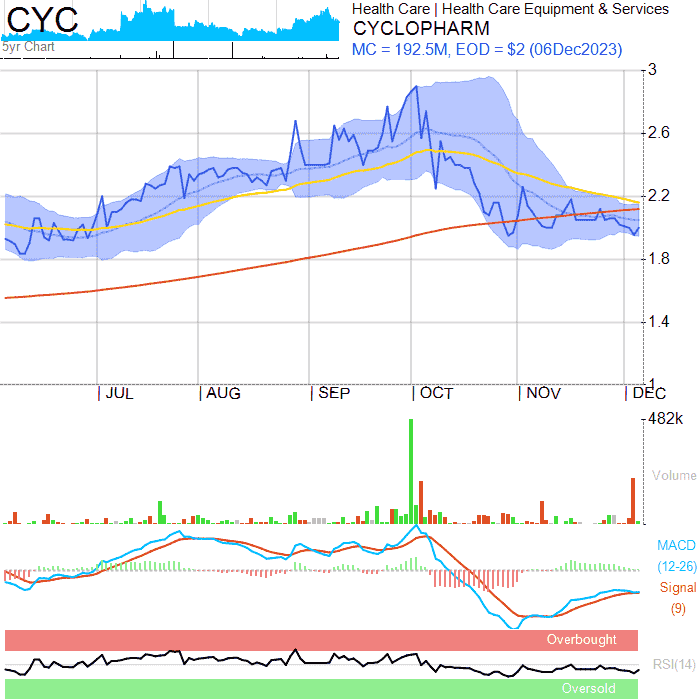 CYC
5yr Chart
Health Care | Health Care Equipment & Services
CYCLOPHARM
MC = 192.5M, EOD = $2 (06Dec2023)
3
2.6
2.2
1.8
1.4
1
JUL
AUG
SEP
OCT
NOV
DEC
482k
Volume
MACD
(12-26)
Signal
(9)
Overbought
RSI(14)
Oversold